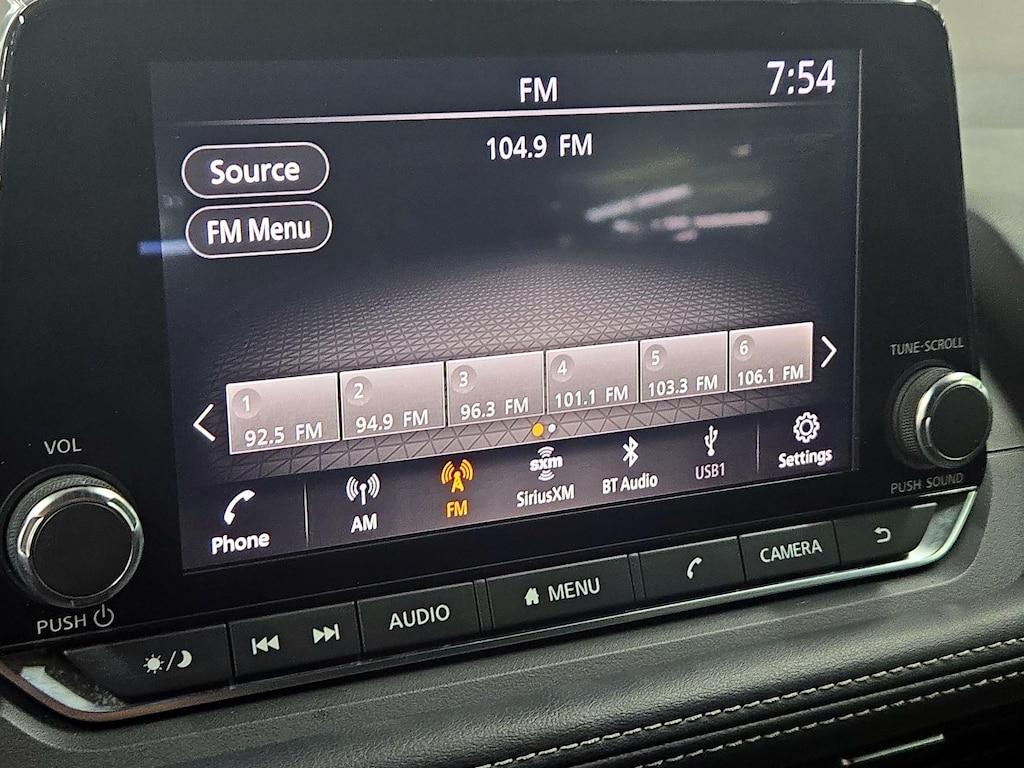 FM
7:54
104.9 FM
Source
FM Menu
1
92.5 FM
2
94.9 FM
3
96.3 FM
4
101.1 FM
5
103.3 FM
6
106.1 FM
Phone
AM
FM
sxm
SiriusXM
BT Audio
USB1
Settings
VOL
PUSH
TUNE·SCROLL
PUSH SOUND
AUDIO
MENU
CAMERA